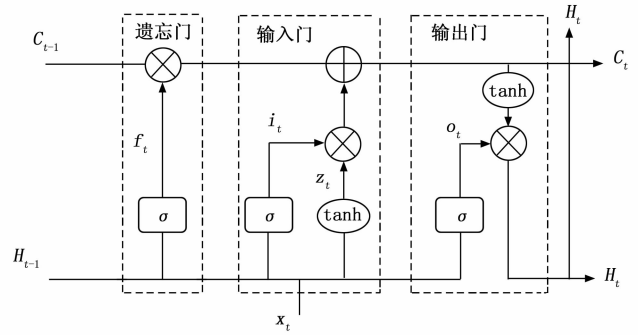 H_t
遗忘门 输入门 输出门
C_{t-1} C_t
tanh
f_t i_t o_t
z_t
σ σ tanh σ
H_{t-1} H_t
x_t